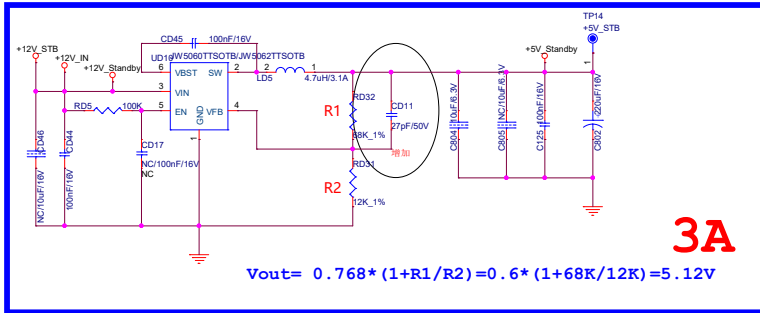 TP14
+5V_STB
CD45
100nF/16V
+12V_STB
+12V_IN
+12V_Standby
+5V_Standby
UD16
JW5060TTSOTB/JW5062TTSOTB
6
VBST
SW
2
2
LD5
1
4.7uH/3.1A
3
VIN
RD5
100K
5
EN
GND
VFB
4
1
R1
RD32
68K_1%
CD11
27pF/50V
增加
R2
RD31
12K_1%
CD46
NC/10uF/16V
CD44
100nF/16V
CD17
NC/100nF/16V
NC
C804
10uF/6.3V
C805
NC/10uF/6.3V
C125
100nF/16V
C802
220uF/16V
1
3A
Vout= 0.768*(1+R1/R2)=0.6*(1+68K/12K)=5.12V